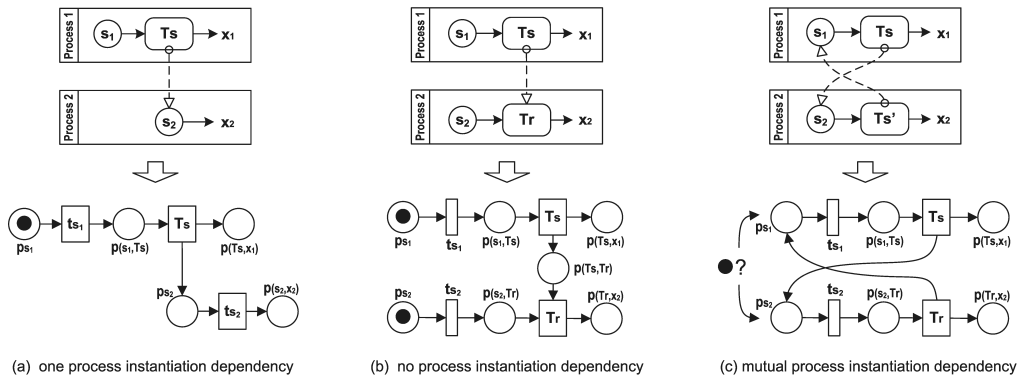 Process 1
s1
Ts
x1
Process 2
s2
x2
ps1
ts1
p(s1,Ts)
Ts
p(Ts,x1)
ps2
ts2
p(s2,x2)
(a) one process instantiation dependency
Process 1
s1
Ts
x1
Process 2
s2
Tr
x2
ps1
ts1
p(s1,Ts)
Ts
p(Ts,x1)
p(Ts,Tr)
ps2
ts2
p(s2,Tr)
Tr
p(Tr,x2)
(b) no process instantiation dependency
Process 1
s1
Ts
x1
Process 2
s2
Ts'
x2
?
ps1
ts1
p(s1,Ts)
Ts
p(Ts,x1)
ps2
ts2
p(s2,Tr)
Tr
p(Tr,x2)
(c) mutual process instantiation dependency